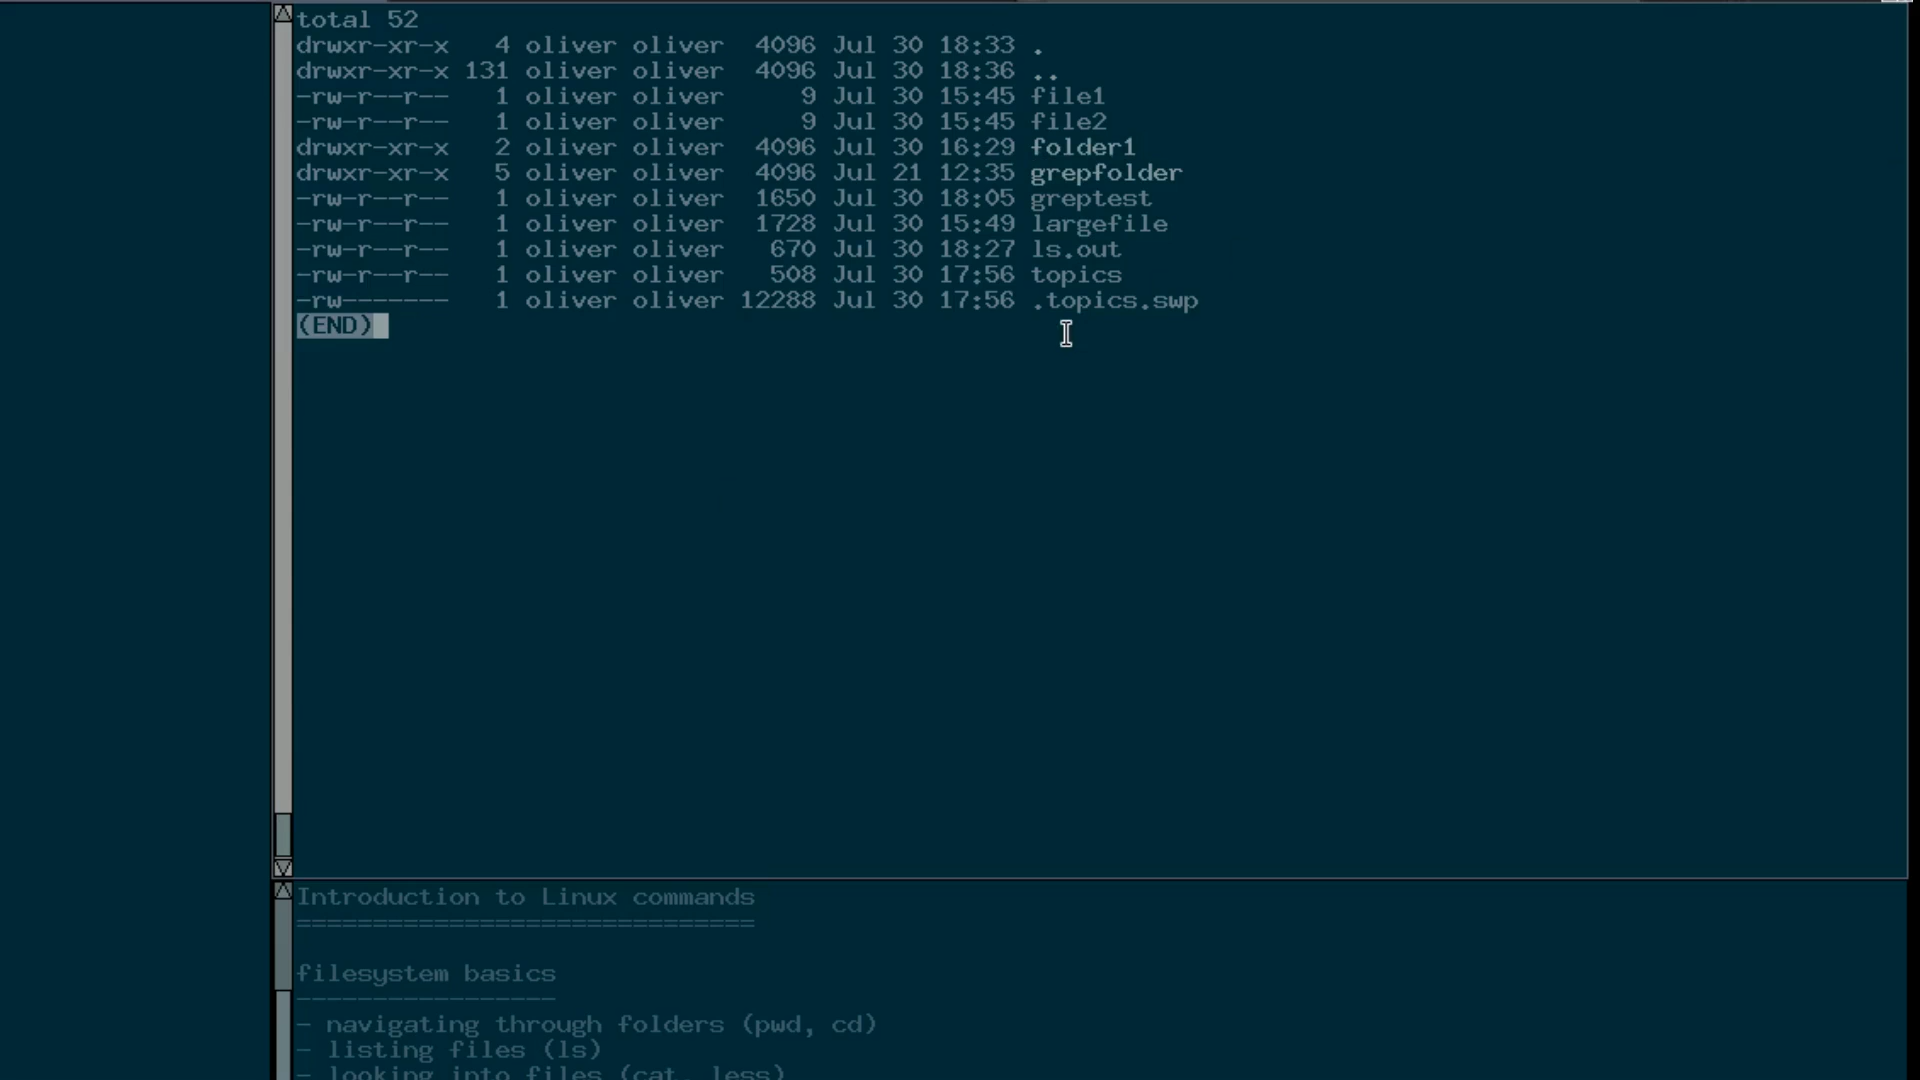 total 52
drwxr-xr-x   4 oliver oliver  4096 Jul 30 18:33 .
drwxr-xr-x 131 oliver oliver  4096 Jul 30 18:36 ..
-rw-r--r--   1 oliver oliver     9 Jul 30 15:45 file1
-rw-r--r--   1 oliver oliver     9 Jul 30 15:45 file2
drwxr-xr-x   2 oliver oliver  4096 Jul 30 16:29 folder1
drwxr-xr-x   5 oliver oliver  4096 Jul 21 12:35 grepfolder
-rw-r--r--   1 oliver oliver  1650 Jul 30 18:05 greptest
-rw-r--r--   1 oliver oliver  1728 Jul 30 15:49 largefile
-rw-r--r--   1 oliver oliver   670 Jul 30 18:27 ls.out
-rw-r--r--   1 oliver oliver   508 Jul 30 17:56 topics
-rw-------   1 oliver oliver 12288 Jul 30 17:56 .topics.swp
(END)
Introduction to Linux commands
==============================
filesystem basics
-----------------
- navigating through folders (pwd, cd)
- listing files (ls)
- looking into files (cat, less)